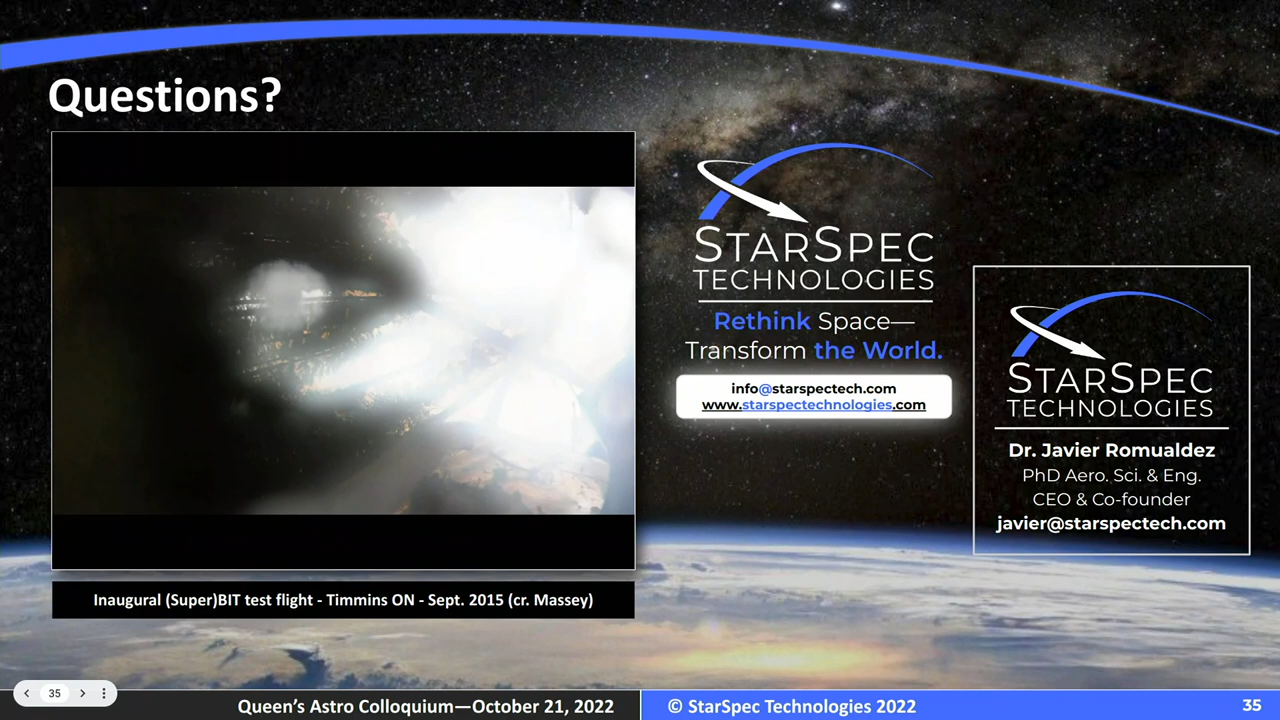 Questions?
STARSPEC
TECHNOLOGIES
Rethink Space—
Transform the World.
info@starspectech.com
www.starspectechnologies.com
STARSPEC
TECHNOLOGIES
Dr. Javier Romualdez
PhD Aero. Sci. & Eng.
CEO & Co-founder
javier@starspectech.com
Inaugural (Super)BIT test flight - Timmins ON - Sept. 2015 (cr. Massey)
35
Queen's Astro Colloquium—October 21, 2022
© StarSpec Technologies 2022
35